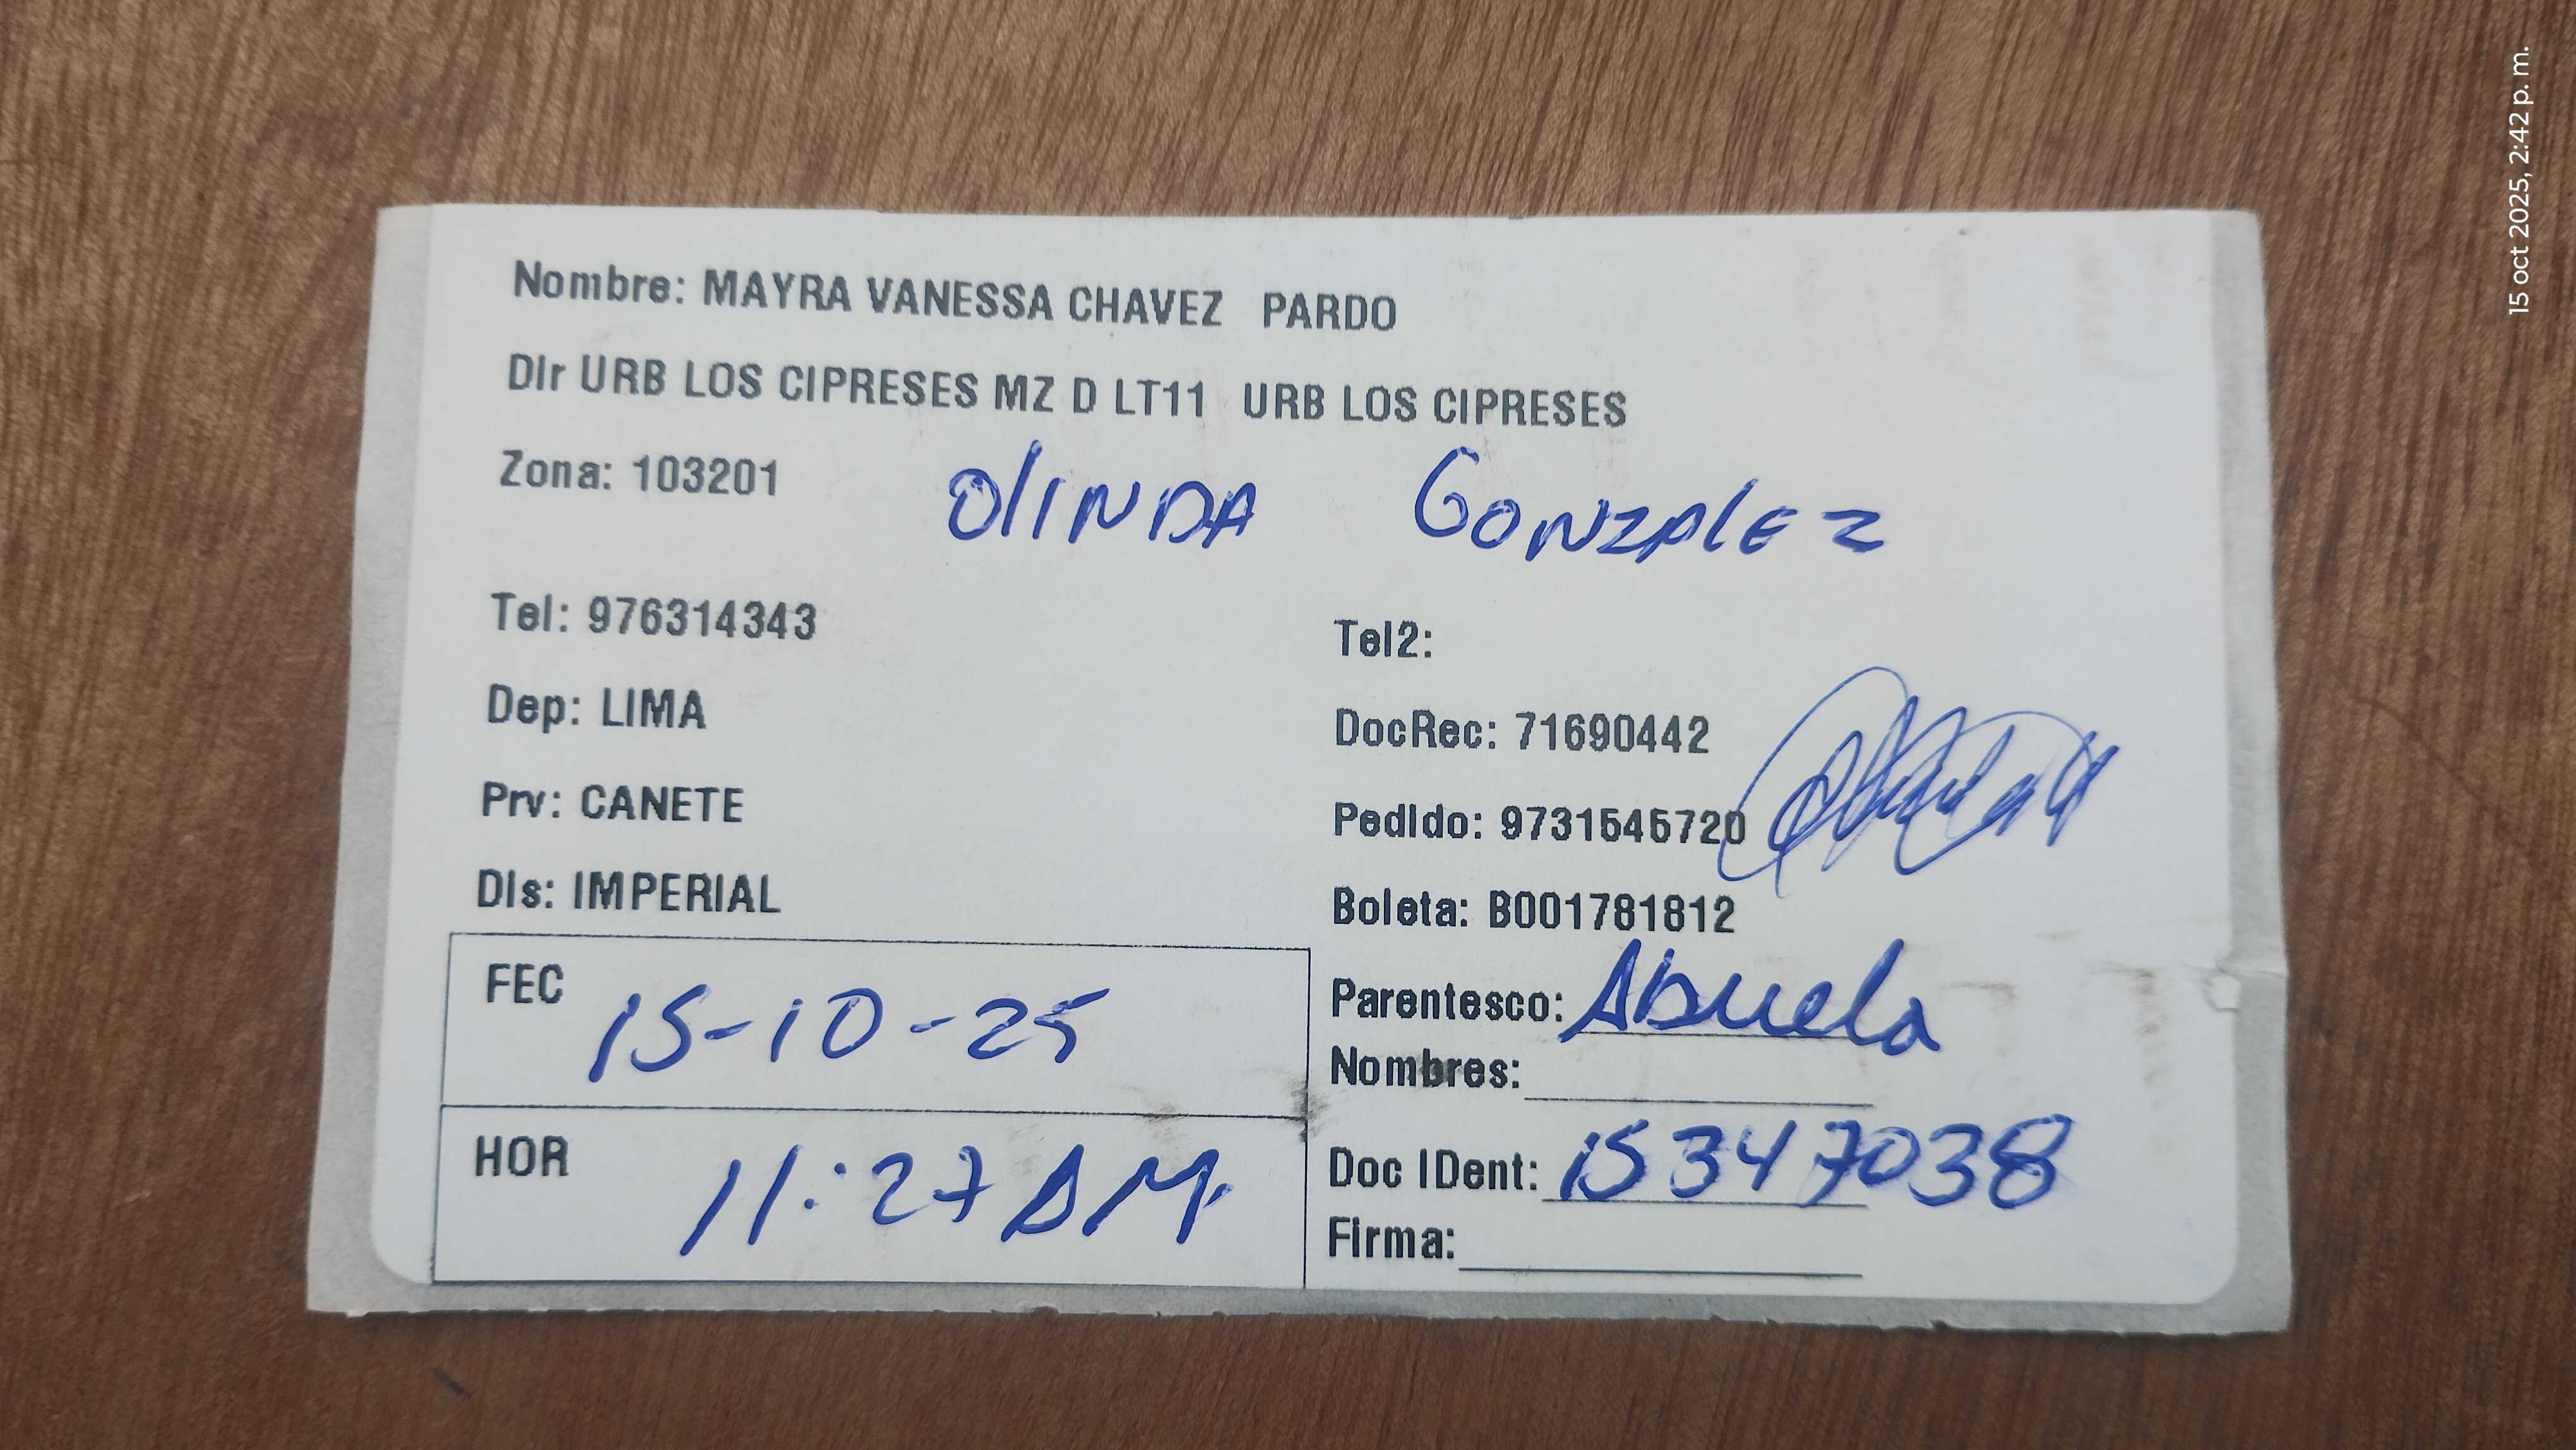 15 oct 2025, 2:42 p. m.
Nombre: MAYRA VANESSA CHAVEZ PARDO
Dir URB LOS CIPRESES MZ D LT11 URB LOS CIPRESES
Zona: 103201
OlINDA GONZALEZ
Tel: 976314343
Tel2:
Dep: LIMA
DocRec: 71690442
Prv: CANETE
Pedido: 9731545720
Dis: IMPERIAL
Boleta: B001781812
FEC 15-10-25
Parentesco: Abuela
Nombres:
HOR 11:27 AM.
Doc IDent: 15347038
Firma: